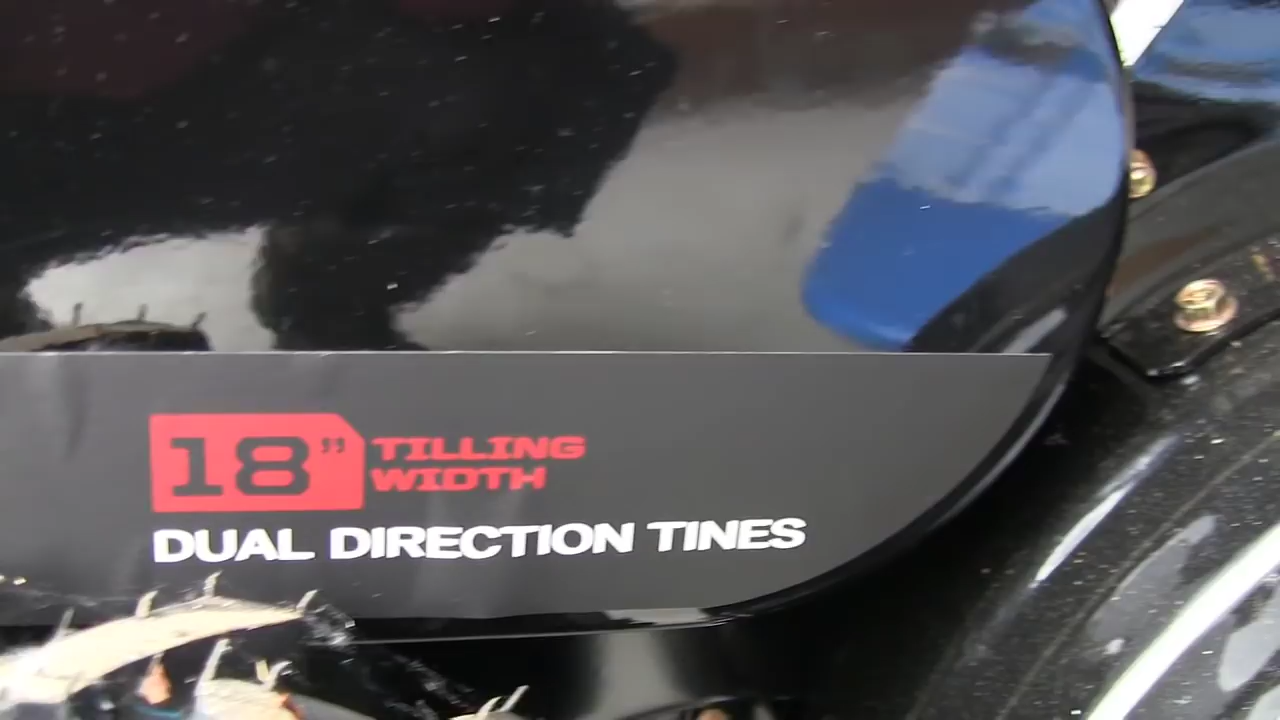 18” TILLING
WIDTH
DUAL DIRECTION TINES